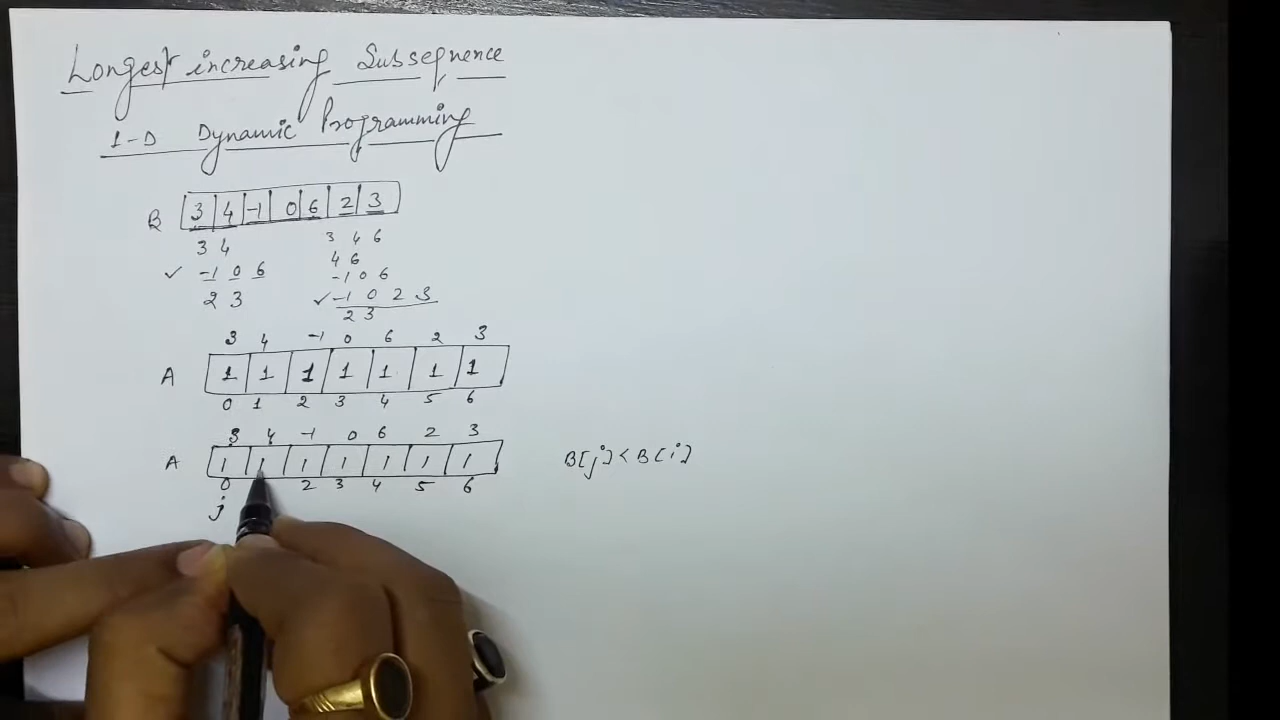 Longest increasing Subsequence
1-D Dynamic Programming
B 3 4 -1 0 6 2 3
3 4 3 4 6
4 6
✓ -1 0 6 -1 0 6
2 3 ✓ -1 0 2 3
2 3
3 4 -1 0 6 2 3
A 1 1 1 1 1 1 1
0 1 2 3 4 5 6
3 4 -1 0 6 2 3
A 1 1 1 1 1 1 1 B[j] < B[i]
0 2 3 4 5 6
j